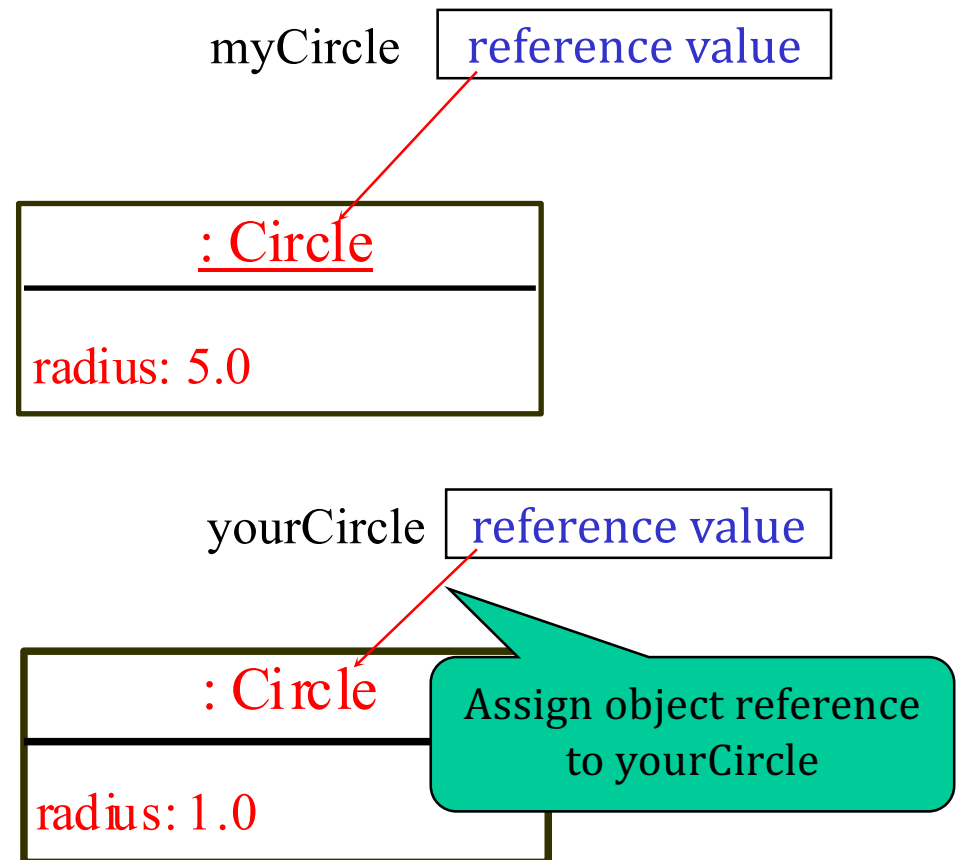 myCircle reference value
: Circle
radius: 5.0
yourCircle reference value
: Circle
Assign object reference
to yourCircle
radius: 1.0